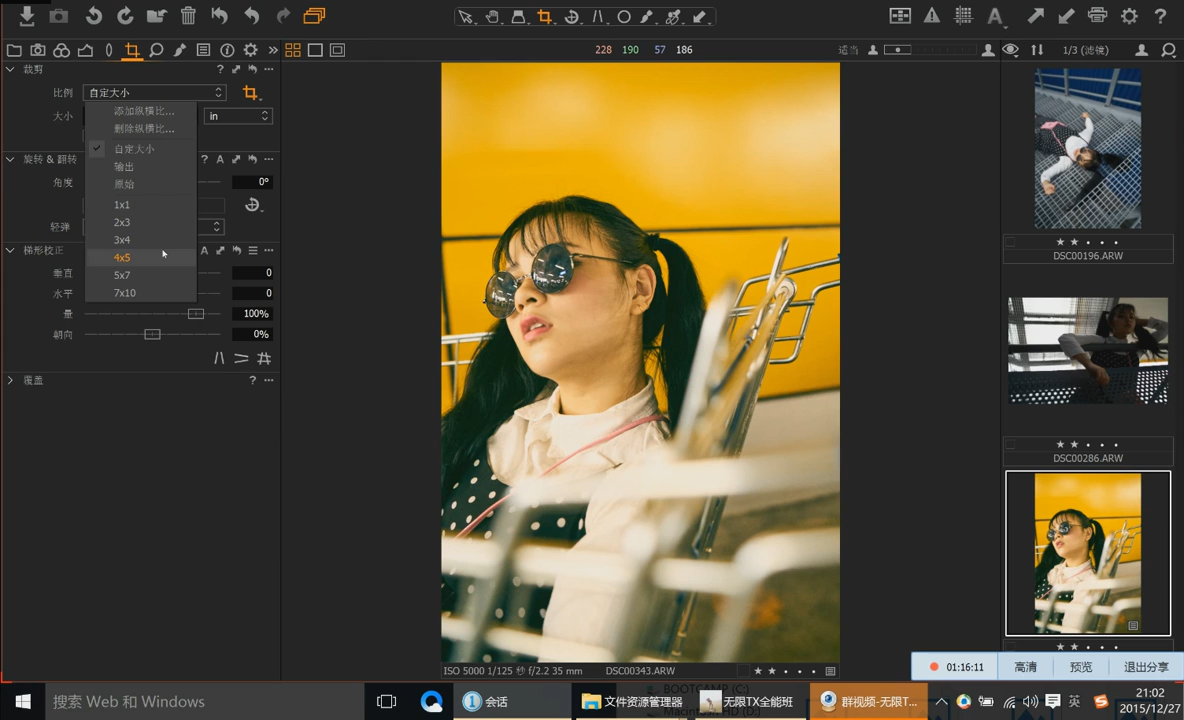 228 190 57 186
适当
1/3 (滤镜)
裁剪
比例
自定大小
大小
in
添加纵横比...
删除纵横比...
自定大小
输出
原始
1x1
2x3
3x4
4x5
5x7
7x10
旋转 & 翻转
角度
0°
轻弹
梯形校正
垂直
0
水平
0
量
100%
朝向
0%
覆盖
DSC00196.ARW
DSC00286.ARW
ISO 5000 1/125 秒 f/2.2 35 mm
DSC00343.ARW
01:16:11
高清
预览
退出分享
搜索 Web 和 Windows
会话
BOOTCAMP (C)
文件资源管理器
Macintosh HD (D:)
无限TX全能班
群视频-无限T...
英
21:02
2015/12/27